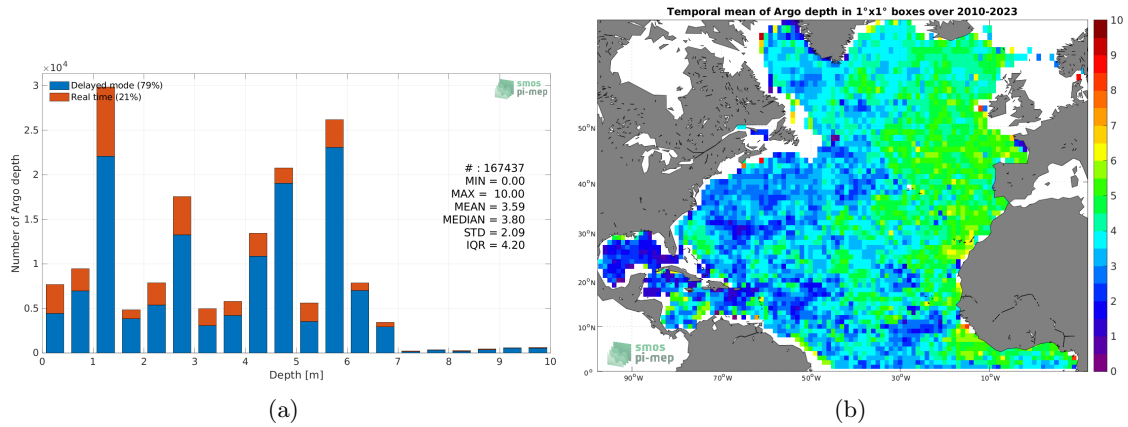 ×10⁴
3
2.5
2
1.5
1
0.5
0
Number of Argo depth
0 1 2 3 4 5 6 7 8 9 10
Depth [m]
Delayed mode (79%)
Real time (21%)
smos
pi-mep
# : 167437
MIN = 0.00
MAX = 10.00
MEAN = 3.59
MEDIAN = 3.80
STD = 2.09
IQR = 4.20
(a)
Temporal mean of Argo depth in 1°x1° boxes over 2010-2023
50°N
40°N
30°N
20°N
10°N
0°
90°W 70°W 50°W 30°W 10°W
smos
pi-mep
10
9
8
7
6
5
4
3
2
1
0
(b)